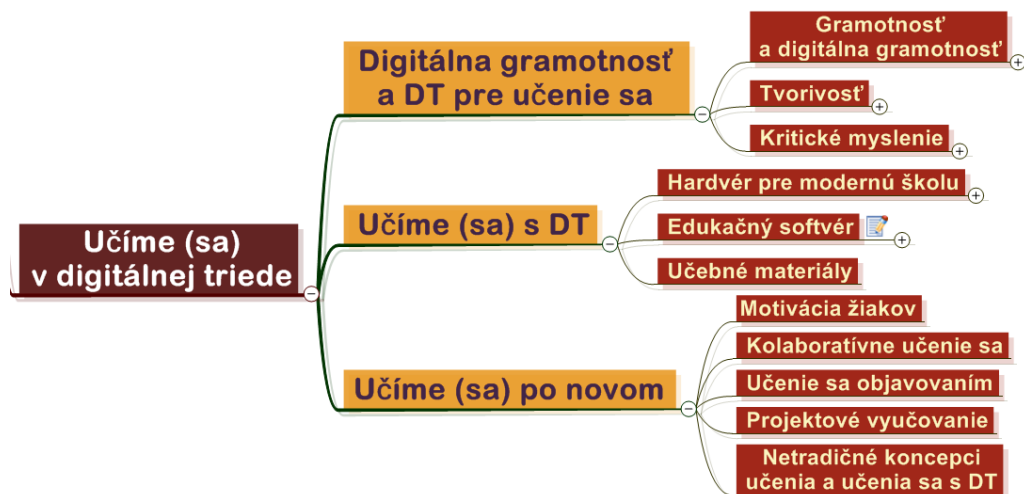 Učíme (sa)
v digitálnej triede
Digitálna gramotnosť
a DT pre učenie sa
Gramotnosť
a digitálna gramotnosť
Tvorivosť
Kritické myslenie
Učíme (sa) s DT
Hardvér pre modernú školu
Edukačný softvér
Učebné materiály
Učíme (sa) po novom
Motivácia žiakov
Kolaboratívne učenie sa
Učenie sa objavovaním
Projektové vyučovanie
Netradičné koncepci
učenia a učenia sa s DT